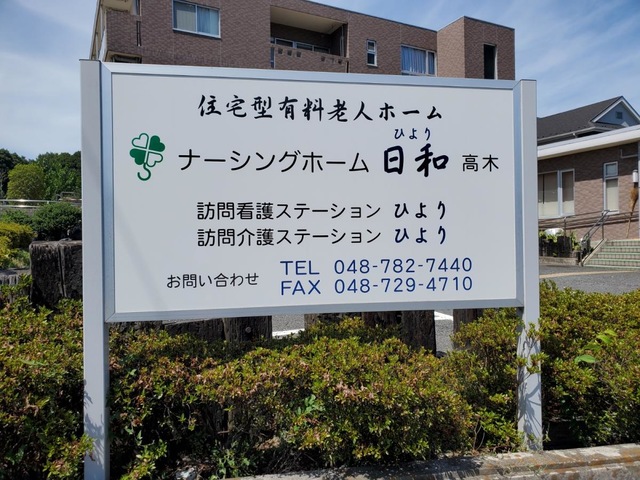 住宅型有料老人ホーム
ひより
ナーシングホーム 日和 高木
訪問看護ステーション ひより
訪問介護ステーション ひより
お問い合わせ TEL 048-782-7440
FAX 048-729-4710